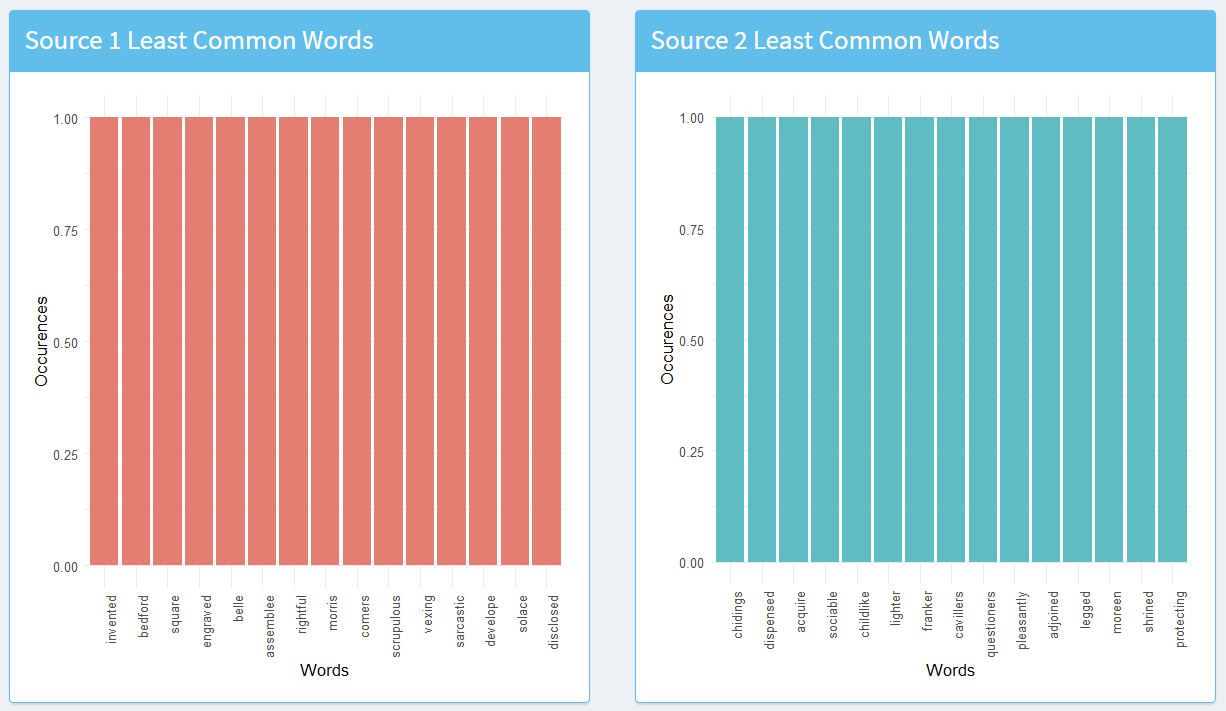 Source 1 Least Common Words
1.00
0.75
0.50
0.25
0.00
Occurences
invented
bedford
square
engraved
belle
assemblee
rightful
morris
comers
scrupulous
vexing
sarcastic
develope
solace
disclosed
Words
Source 2 Least Common Words
1.00
0.75
0.50
0.25
0.00
Occurences
chidings
dispensed
acquire
sociable
childlike
lighter
franker
cavillers
questioners
pleasantly
adjoined
legged
moreen
shrined
protecting
Words